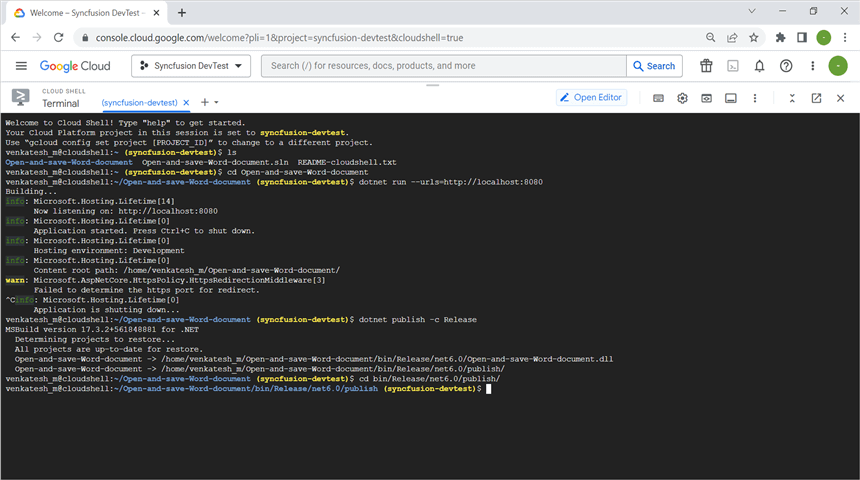 Welcome – Syncfusion DevTest –
console.cloud.google.com/welcome?pli=1&project=syncfusion-devtest&cloudshell=true
Google Cloud
Syncfusion DevTest
Search (/) for resources, docs, products, and more
Search
CLOUD SHELL
Terminal
(syncfusion-devtest)
Open Editor
Welcome to Cloud Shell! Type "help" to get started.
Your Cloud Platform project in this session is set to syncfusion-devtest.
Use “gcloud config set project [PROJECT_ID]” to change to a different project.
venkatesh_m@cloudshell:~ (syncfusion-devtest)$ ls
Open-and-save-Word-document  Open-and-save-Word-document.sln  README-cloudshell.txt
venkatesh_m@cloudshell:~ (syncfusion-devtest)$ cd Open-and-save-Word-document
venkatesh_m@cloudshell:~/Open-and-save-Word-document (syncfusion-devtest)$ dotnet run --urls=http://localhost:8080
Building...
info: Microsoft.Hosting.Lifetime[14]
      Now listening on: http://localhost:8080
info: Microsoft.Hosting.Lifetime[0]
      Application started. Press Ctrl+C to shut down.
info: Microsoft.Hosting.Lifetime[0]
      Hosting environment: Development
info: Microsoft.Hosting.Lifetime[0]
      Content root path: /home/venkatesh_m/Open-and-save-Word-document/
warn: Microsoft.AspNetCore.HttpsPolicy.HttpsRedirectionMiddleware[3]
      Failed to determine the https port for redirect.
^Cinfo: Microsoft.Hosting.Lifetime[0]
      Application is shutting down...
venkatesh_m@cloudshell:~/Open-and-save-Word-document (syncfusion-devtest)$ dotnet publish -c Release
MSBuild version 17.3.2+561848881 for .NET
  Determining projects to restore...
  All projects are up-to-date for restore.
  Open-and-save-Word-document -> /home/venkatesh_m/Open-and-save-Word-document/bin/Release/net6.0/Open-and-save-Word-document.dll
  Open-and-save-Word-document -> /home/venkatesh_m/Open-and-save-Word-document/bin/Release/net6.0/publish/
venkatesh_m@cloudshell:~/Open-and-save-Word-document (syncfusion-devtest)$ cd bin/Release/net6.0/publish/
venkatesh_m@cloudshell:~/Open-and-save-Word-document/bin/Release/net6.0/publish (syncfusion-devtest)$